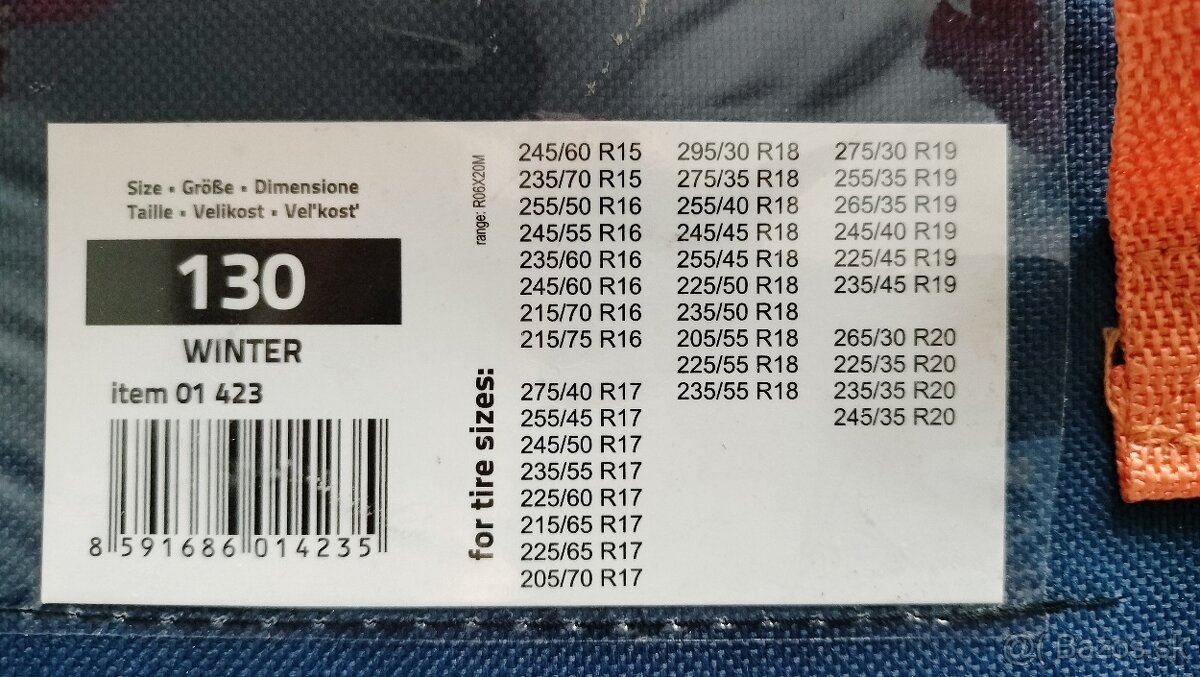 Size ▪ Größe ▪ Dimensione
Taille ▪ Velikost ▪ Vel'kost'
130
WINTER
item 01 423
8 591686 014235
range: R06X20M
for tire sizes:
245/60 R15
235/70 R15
255/50 R16
245/55 R16
235/60 R16
245/60 R16
215/70 R16
215/75 R16
275/40 R17
255/45 R17
245/50 R17
235/55 R17
225/60 R17
215/65 R17
225/65 R17
205/70 R17
295/30 R18
275/35 R18
255/40 R18
245/45 R18
255/45 R18
225/50 R18
235/50 R18
205/55 R18
225/55 R18
235/55 R18
275/30 R19
255/35 R19
265/35 R19
245/40 R19
225/45 R19
235/45 R19
265/30 R20
225/35 R20
235/35 R20
245/35 R20
Bazos.sk